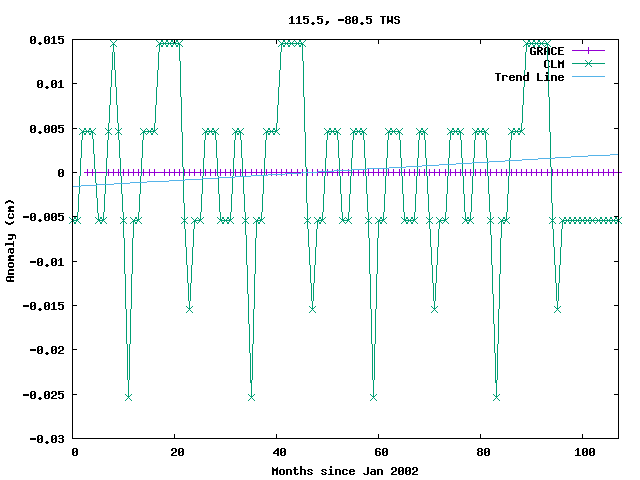 115.5, -80.5 TWS
GRACE
CLM
Trend Line
0.015
0.01
0.005
0
-0.005
-0.01
-0.015
-0.02
-0.025
-0.03
Anomaly (cm)
0 20 40 60 80 100
Months since Jan 2002